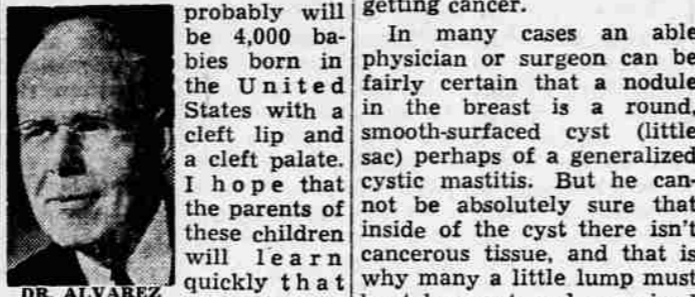 probably will
be 4,000 ba-
bies born in
the United
States with a
cleft lip and
a cleft palate.
I hope that
the parents of
these children
will learn
quickly that
DR. ALVAREZ
getting cancer.
In many cases an able
physician or surgeon can be
fairly certain that a nodule
in the breast is a round,
smooth-surfaced cyst (little
sac) perhaps of a generalized
cystic mastitis. But he can-
not be absolutely sure that
inside of the cyst there isn't
cancerous tissue, and that is
why many a little lump must